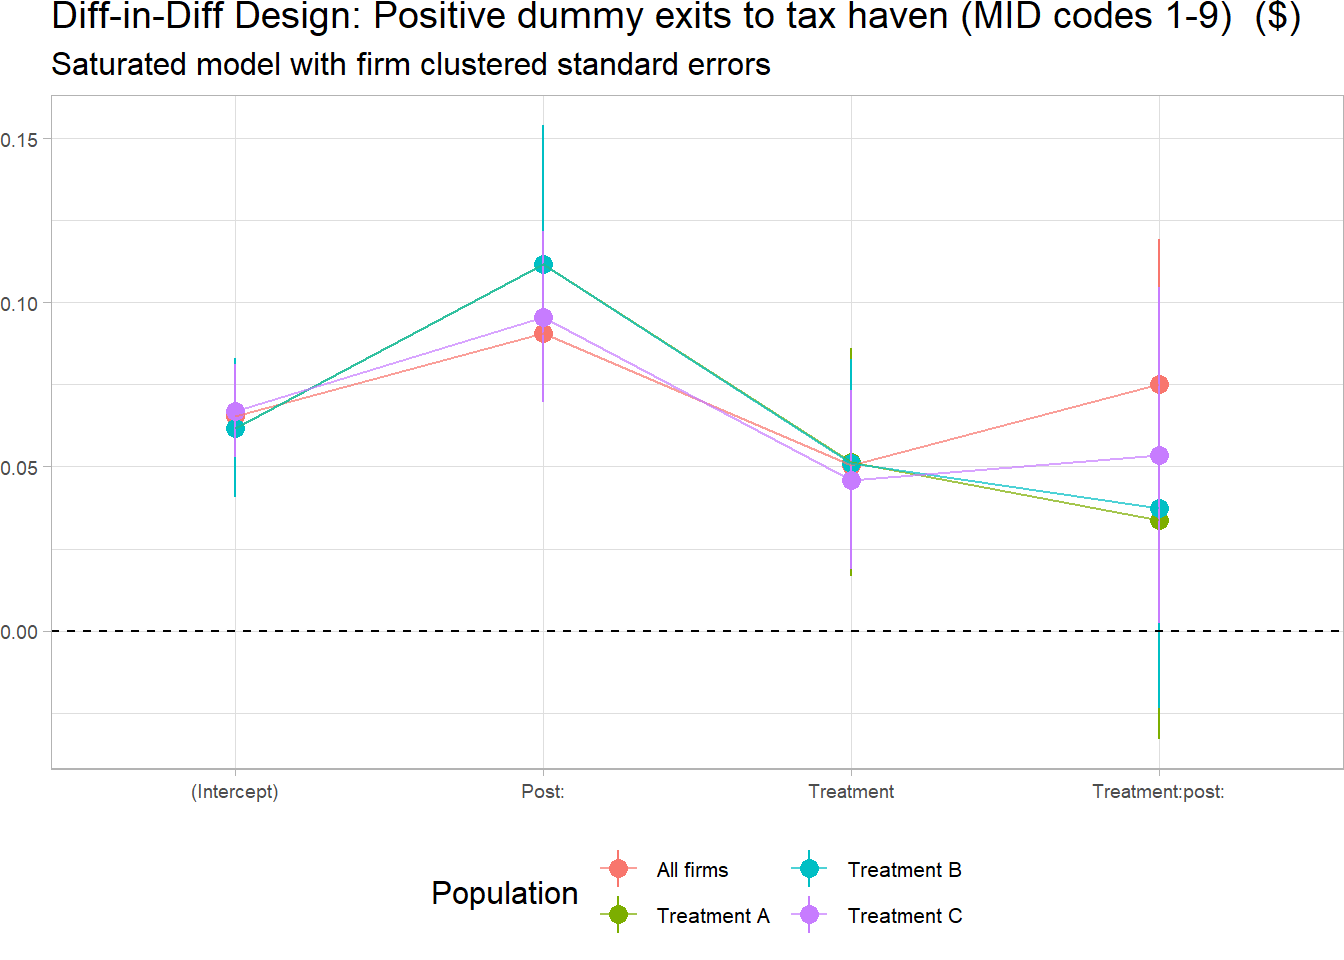 Diff-in-Diff Design: Positive dummy exits to tax haven (MID codes 1-9)  ($)
Saturated model with firm clustered standard errors
0.15
0.10
0.05
0.00
(Intercept) Post: Treatment Treatment:post:
Population
All firms Treatment B
Treatment A Treatment C